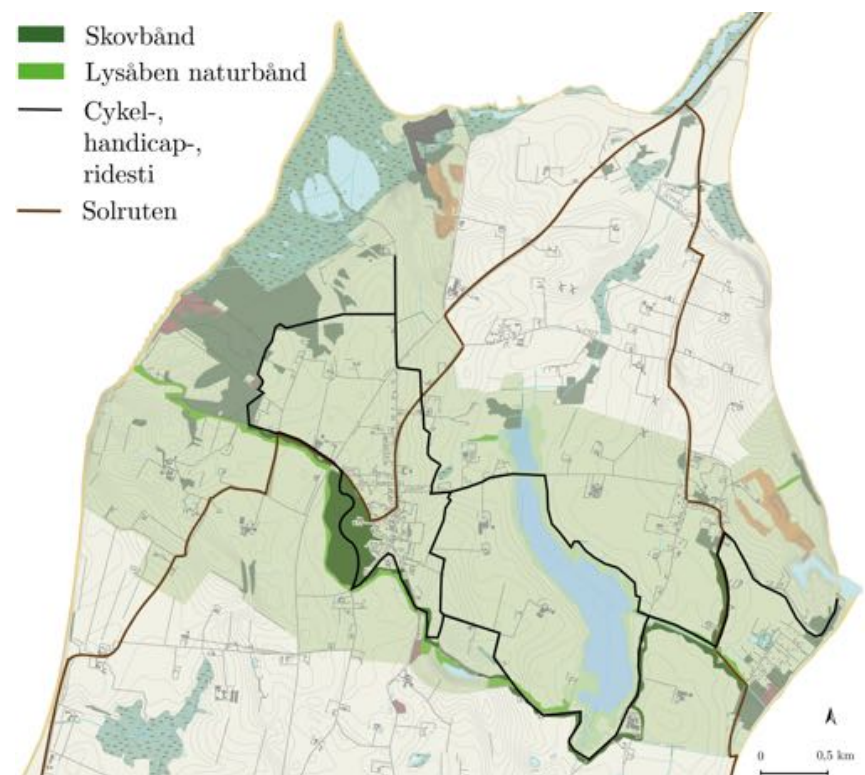 Skovbånd
Lysåben naturbånd
Cykel-,
handicap-,
ridesti
Solruten
0
0,5 km